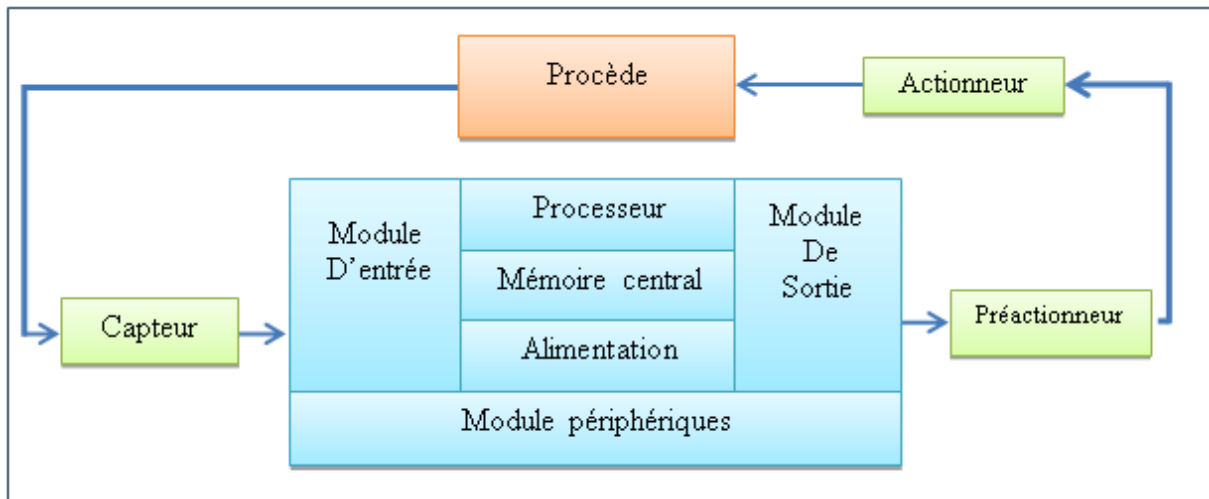 Procède
Actionneur
Module
D'entrée
Processeur
Mémoire central
Alimentation
Module
De
Sortie
Capteur
Préactionneur
Module périphériques